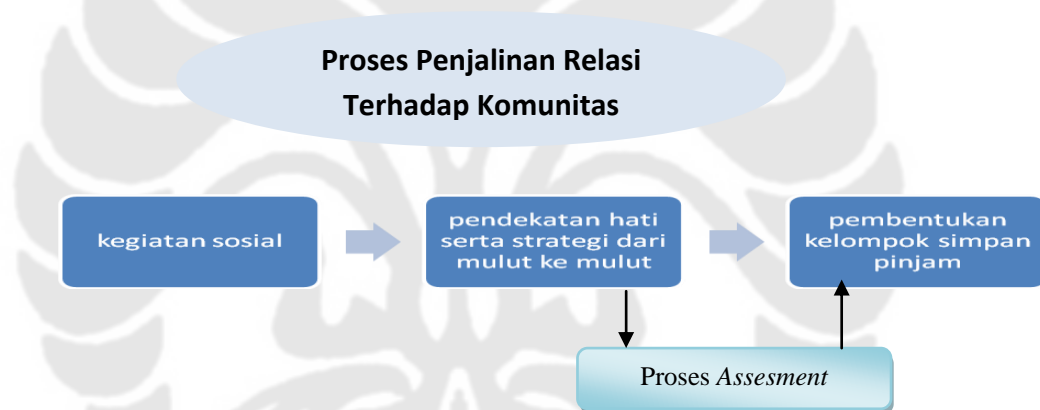 Proses Penjalinan Relasi
Terhadap Komunitas
kegiatan sosial
pendekatan hati
serta strategi dari
mulut ke mulut
pembentukan
kelompok simpan
pinjam
Proses Assesment